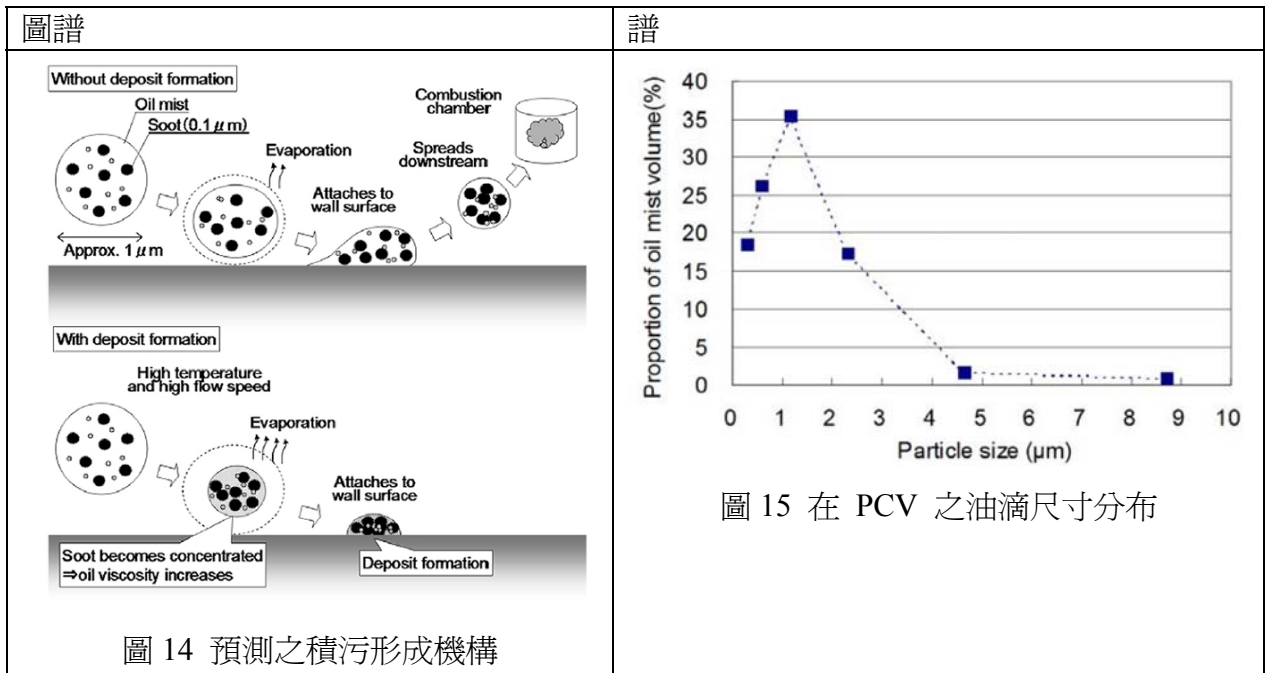 圖譜
譜
Without deposit formation
Oil mist
Soot(0.1μm)
Approx. 1μm
Evaporation
Attaches to
wall surface
Spreads
downstream
Combustion
chamber
With deposit formation
High temperature
and high flow speed
Evaporation
Attaches to
wall surface
Soot becomes concentrated
⇒oil viscosity increases
Deposit formation
圖 14 預測之積污形成機構
Proportion of oil mist volume(%)
40
35
30
25
20
15
10
5
0
0 1 2 3 4 5 6 7 8 9 10
Particle size (μm)
圖 15 在 PCV 之油滴尺寸分布